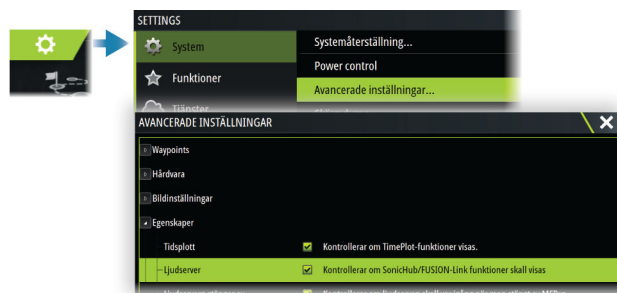 SETTINGS
System
Systemåterställning...
Power control
Funktioner
Avancerade inställningar...
Tjänster
AVANCERADE INSTÄLLNINGAR
Waypoints
Hårdvara
Bildinställningar
Egenskaper
Tidsplott
Kontrollerar om TimePlot-funktioner visas.
Ljudserver
Kontrollerar om SonicHub/FUSION-Link funktioner skall visas